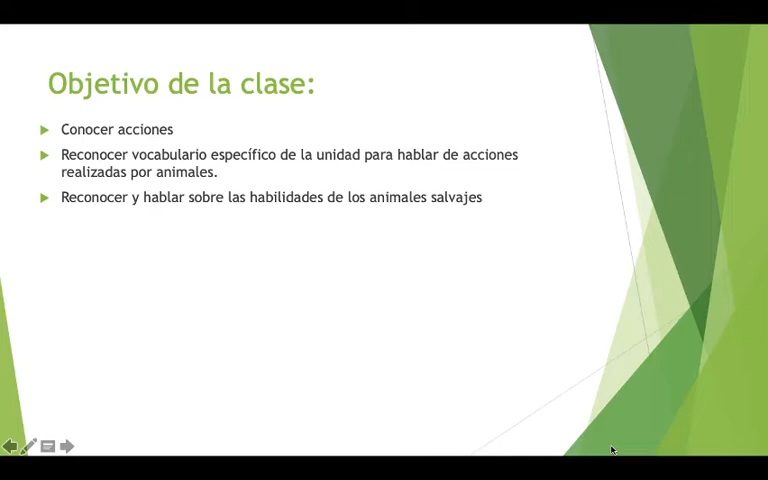 Objetivo de la clase:
Conocer acciones
Reconocer vocabulario específico de la unidad para hablar de acciones
realizadas por animales.
Reconocer y hablar sobre las habilidades de los animales salvajes